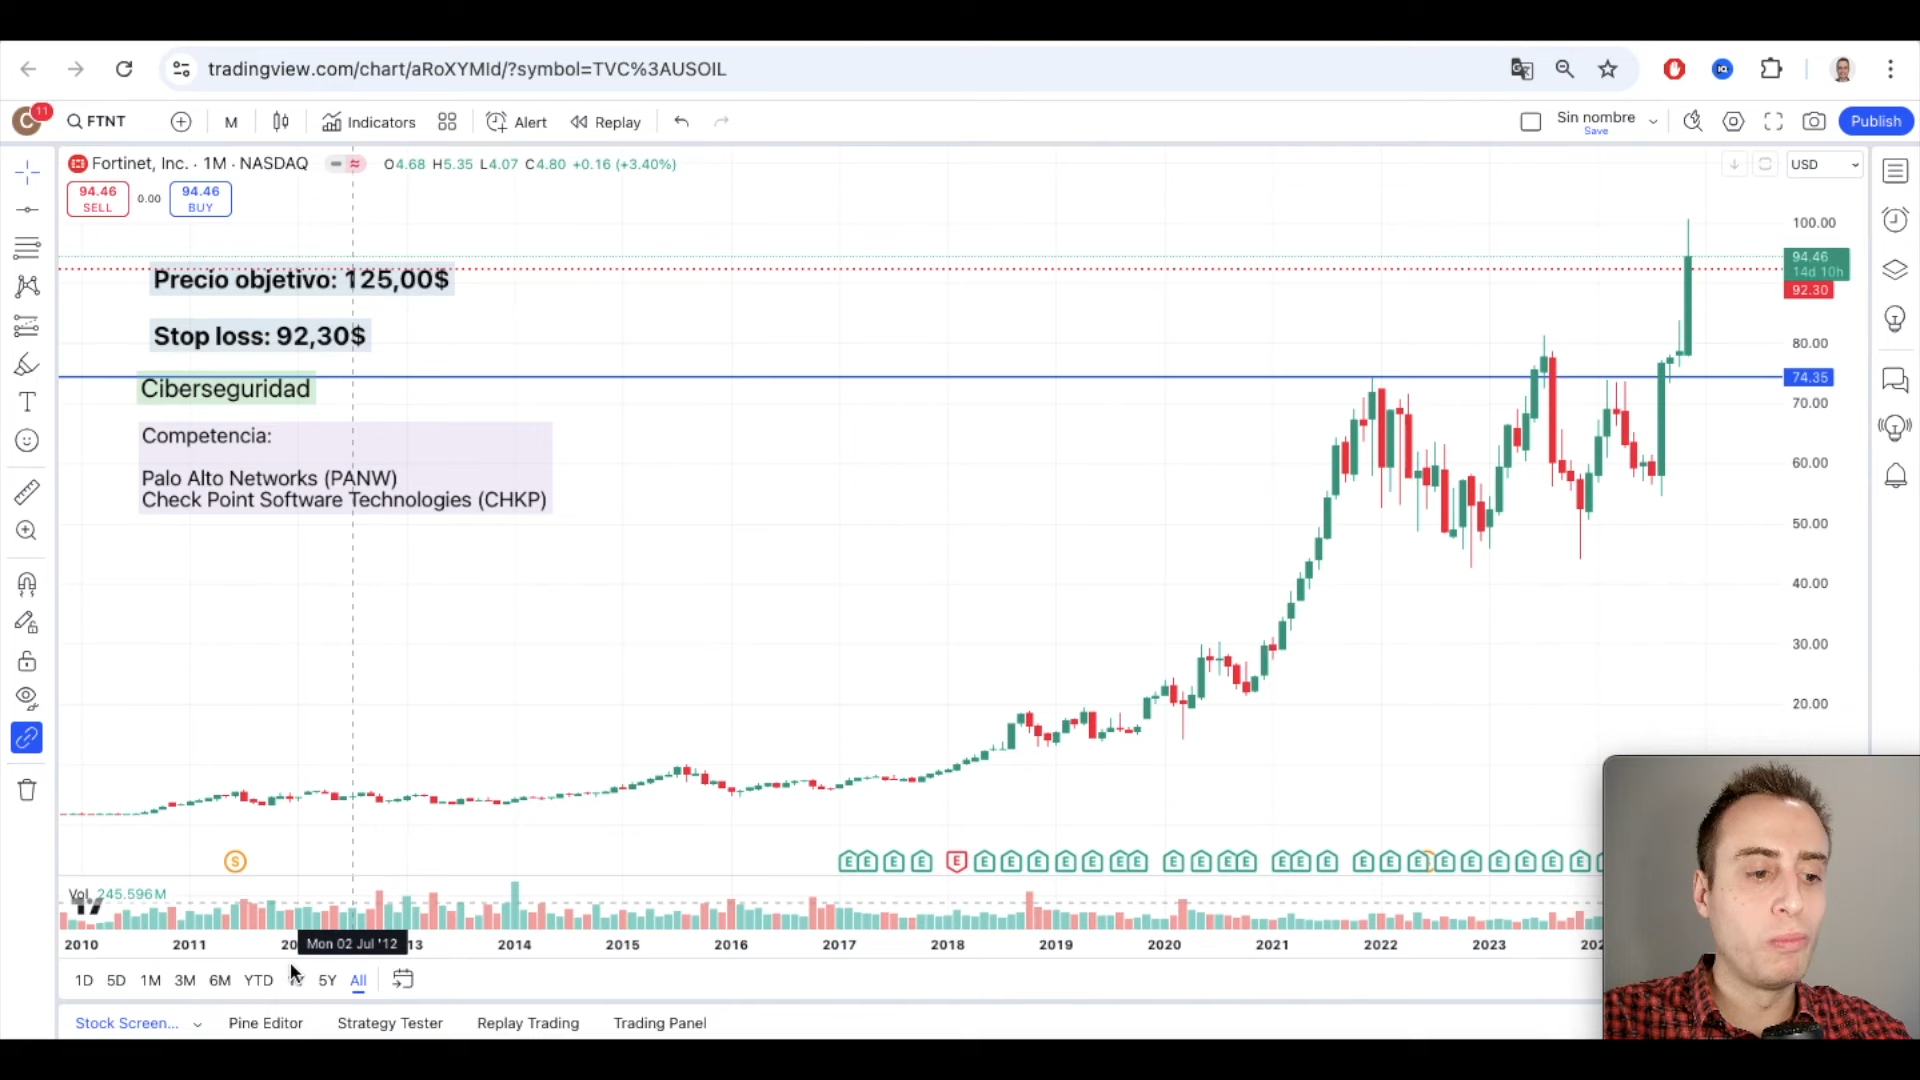 tradingview.com/chart/aRoXYMId/?symbol=TVC%3AUSOIL
C 11 FTNT M Indicators Alert Replay Sin nombre Save Publish
Fortinet, Inc. · 1M · NASDAQ O4.68 H5.35 L4.07 C4.80 +0.16 (+3.40%) USD
94.46 SELL 0.00 94.46 BUY
100.00
94.46
14d 10h
92.30
Precio objetivo: 125,00$
Stop loss: 92,30$
80.00
74.35
Ciberseguridad
70.00
Competencia:
60.00
Palo Alto Networks (PANW)
Check Point Software Technologies (CHKP)
50.00
40.00
30.00
20.00
S E E E E E E E E E E E E E E E E E E E E E E E E E E E E E
Vol 245.596M
2010 2011 Mon 02 Jul '12 13 2014 2015 2016 2017 2018 2019 2020 2021 2022 2023
1D 5D 1M 3M 6M YTD 5Y All
Stock Screen... Pine Editor Strategy Tester Replay Trading Trading Panel